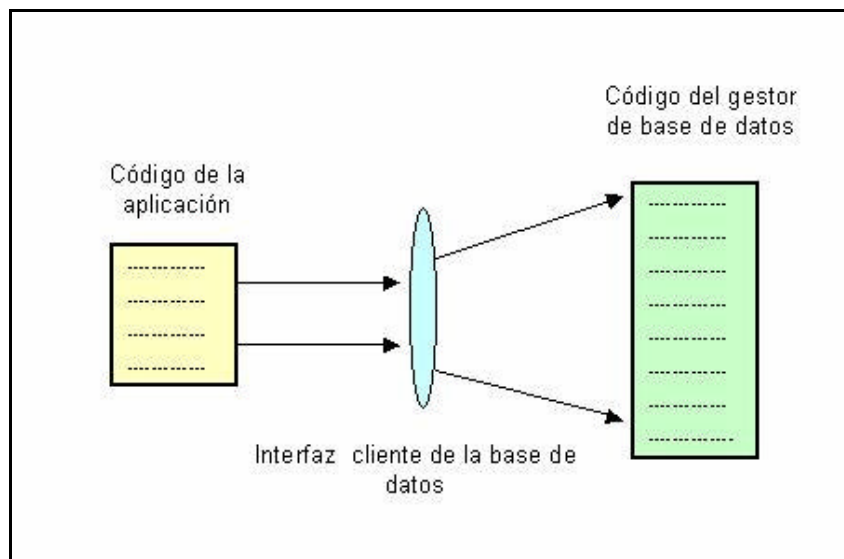 Código de la
aplicación
Código del gestor
de base de datos
Interfaz cliente de la base de
datos